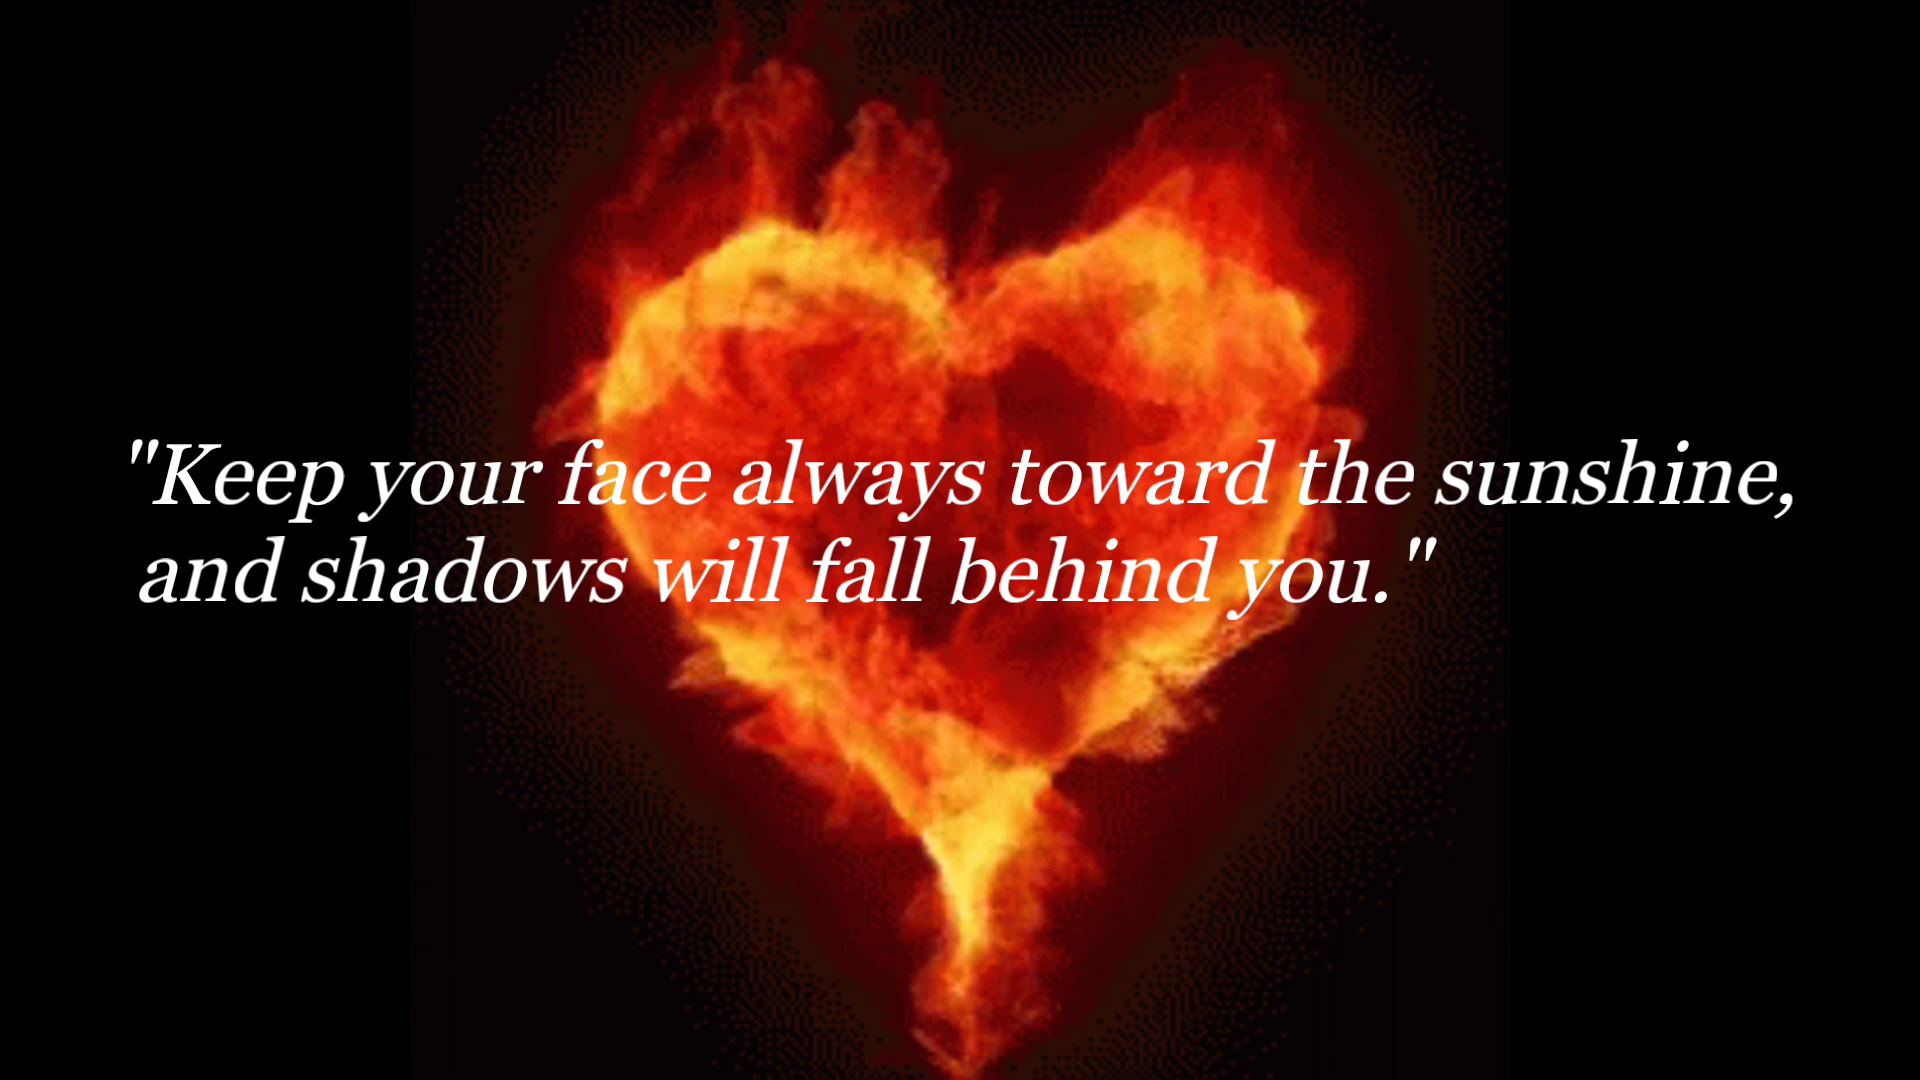 "Keep your face always toward the sunshine,
and shadows will fall behind you."